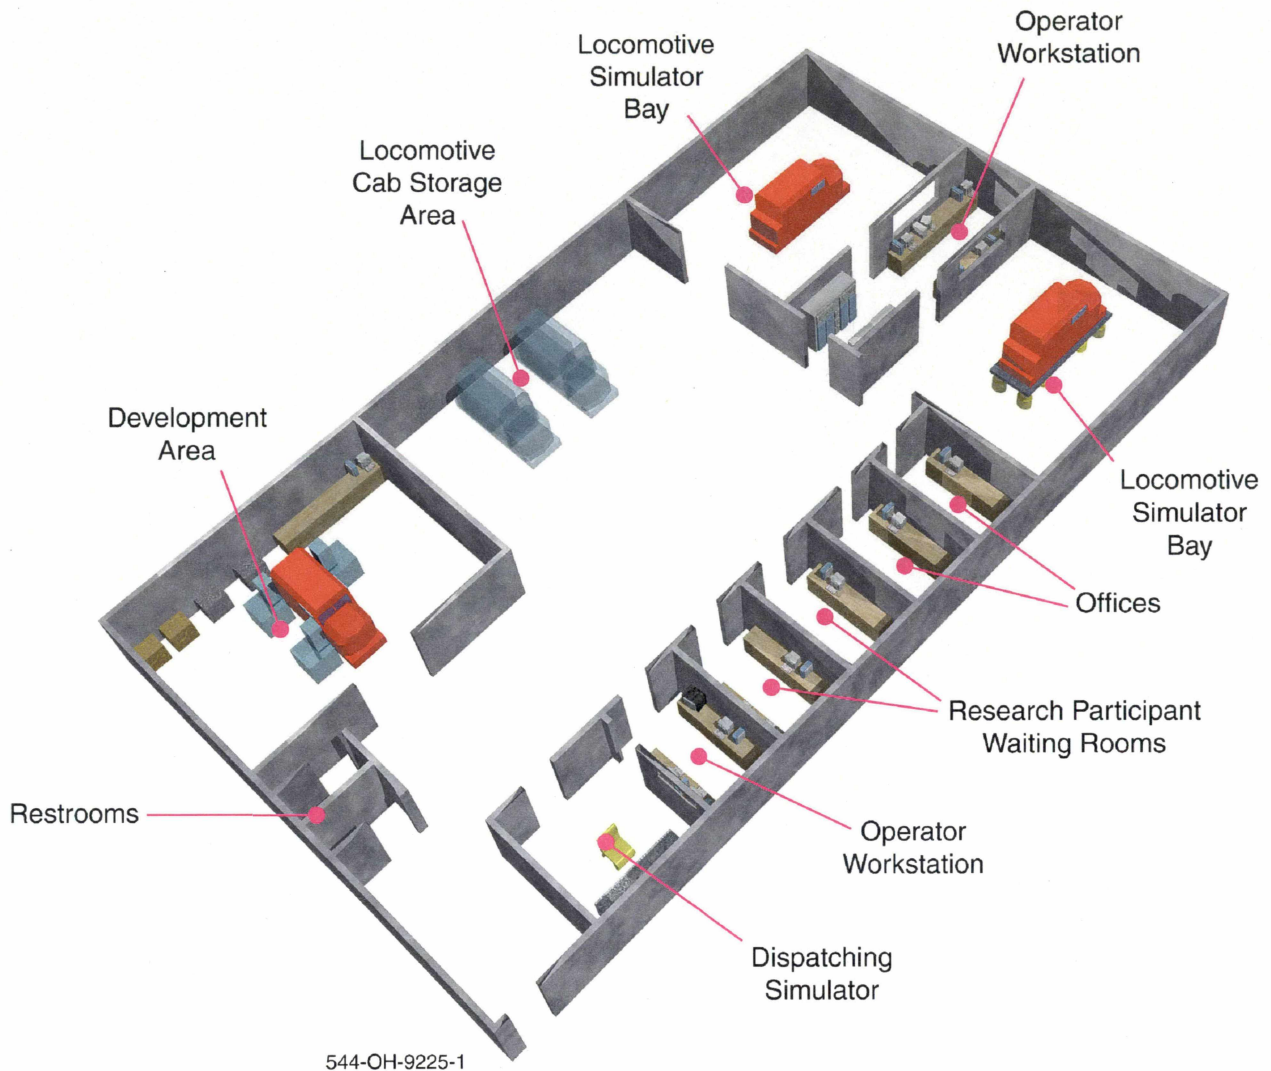 Operator
Workstation
Locomotive
Simulator
Bay
Locomotive
Cab Storage
Area
Development
Area
Locomotive
Simulator
Bay
Offices
Research Participant
Waiting Rooms
Restrooms
Operator
Workstation
Dispatching
Simulator
544-OH-9225-1